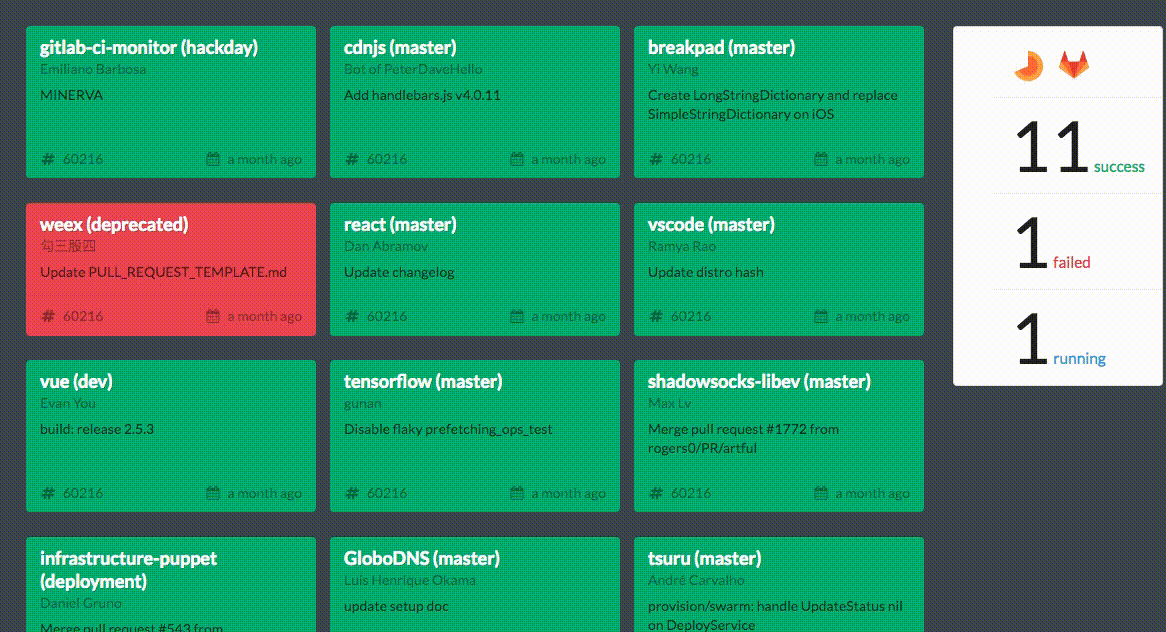 gitlab-ci-monitor (hackday)
Emiliano Barbosa
MINERVA
# 60216
a month ago
cdnjs (master)
Bot of PeterDaveHello
Add handlebars.js v4.0.11
# 60216
a month ago
breakpad (master)
Yi Wang
Create LongStringDictionary and replace
SimpleStringDictionary on iOS
# 60216
a month ago
weex (deprecated)
勾三股四
Update PULL_REQUEST_TEMPLATE.md
# 60216
a month ago
react (master)
Dan Abramov
Update changelog
# 60216
a month ago
vscode (master)
Ramya Rao
Update distro hash
# 60216
a month ago
vue (dev)
Evan You
build: release 2.5.3
# 60216
a month ago
tensorflow (master)
gunan
Disable flaky prefetching_ops_test
# 60216
a month ago
shadowsocks-libev (master)
Max Lv
Merge pull request #1772 from
rogers0/PR/artful
# 60216
a month ago
infrastructure-puppet
(deployment)
Daniel Gruno
Merge pull request #543 from
GloboDNS (master)
Luis Henrique Okama
update setup doc
tsuru (master)
André Carvalho
provision/swarm: handle UpdateStatus nil
on DeployService
11 success
1 failed
1 running